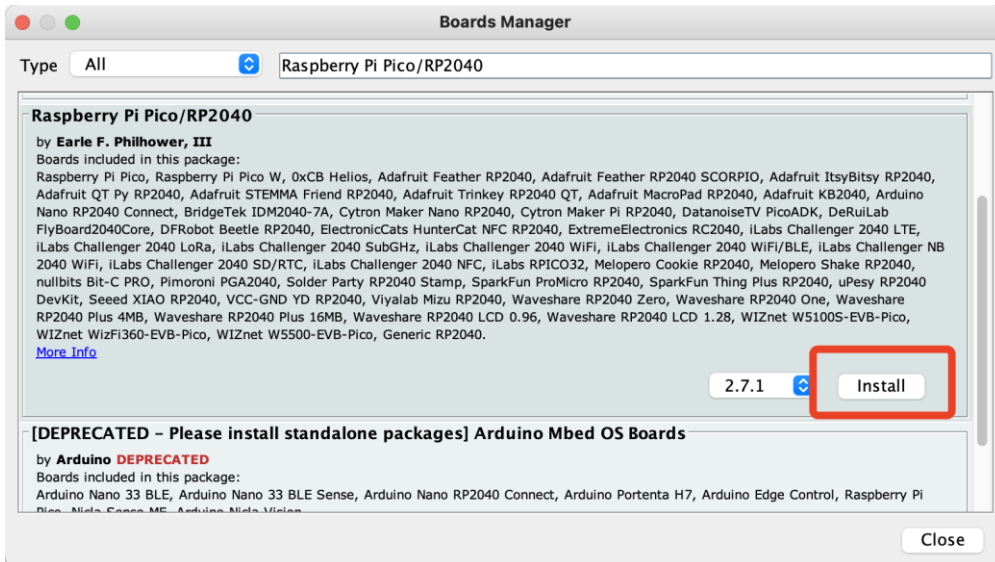 Boards Manager
Type All Raspberry Pi Pico/RP2040
Raspberry Pi Pico/RP2040
by Earle F. Philhower, III
Boards included in this package:
Raspberry Pi Pico, Raspberry Pi Pico W, 0xCB Helios, Adafruit Feather RP2040, Adafruit Feather RP2040 SCORPIO, Adafruit ItsyBitsy RP2040,
Adafruit QT Py RP2040, Adafruit STEMMA Friend RP2040, Adafruit Trinkey RP2040 QT, Adafruit MacroPad RP2040, Adafruit KB2040, Arduino
Nano RP2040 Connect, BridgeTek IDM2040-7A, Cytron Maker Nano RP2040, Cytron Maker Pi RP2040, DatanoiseTV PicoADK, DeRuiLab
FlyBoard2040Core, DFRobot Beetle RP2040, ElectronicCats HunterCat NFC RP2040, ExtremeElectronics RC2040, iLabs Challenger 2040 LTE,
iLabs Challenger 2040 LoRa, iLabs Challenger 2040 SubGHz, iLabs Challenger 2040 WiFi, iLabs Challenger 2040 WiFi/BLE, iLabs Challenger NB
2040 WiFi, iLabs Challenger 2040 SD/RTC, iLabs Challenger 2040 NFC, iLabs RPICO32, Melopero Cookie RP2040, Melopero Shake RP2040,
nullbits Bit-C PRO, Pimoroni PGA2040, Solder Party RP2040 Stamp, SparkFun ProMicro RP2040, SparkFun Thing Plus RP2040, uPesy RP2040
DevKit, Seeed XIAO RP2040, VCC-GND YD RP2040, Viyalab Mizu RP2040, Waveshare RP2040 Zero, Waveshare RP2040 One, Waveshare
RP2040 Plus 4MB, Waveshare RP2040 Plus 16MB, Waveshare RP2040 LCD 0.96, Waveshare RP2040 LCD 1.28, WIZnet W5100S-EVB-Pico,
WIZnet WizFi360-EVB-Pico, WIZnet W5500-EVB-Pico, Generic RP2040.
More Info
2.7.1 Install
[DEPRECATED - Please install standalone packages] Arduino Mbed OS Boards
by Arduino DEPRECATED
Boards included in this package:
Arduino Nano 33 BLE, Arduino Nano 33 BLE Sense, Arduino Nano RP2040 Connect, Arduino Portenta H7, Arduino Edge Control, Raspberry Pi
Pico, Nicla Sense ME, Arduino Nicla Vision
Close